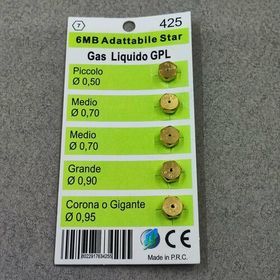 7 425
6MB Adattabile Star
Gas Liquido GPL
Piccolo
Ø 0,50
Medio
Ø 0,70
Medio
Ø 0,70
Grande
Ø 0,90
Corona o Gigante
Ø 0,95
CE
Made in P.R.C.